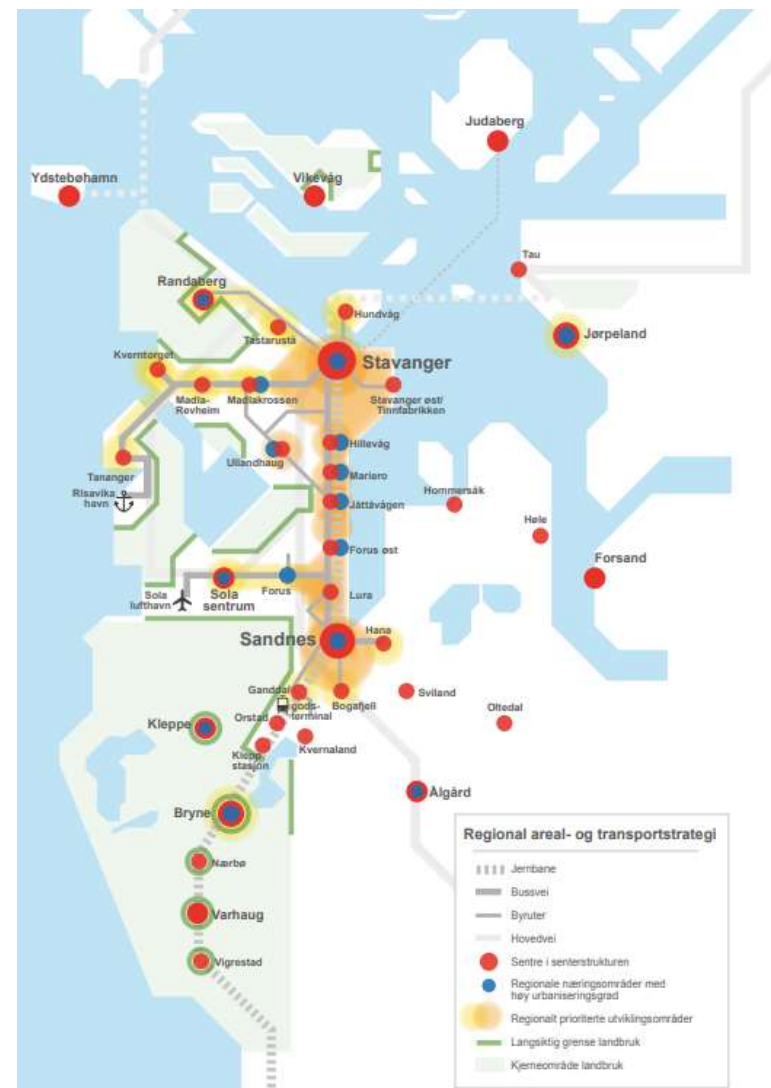 Judaberg
Ydstebøhamn
Vikevåg
Tau
Randaberg
Hundvåg
Jørpeland
Tastarustå
Kverntorget
Stavanger
Madla-
Revheim
Madlakrossen
Stavanger øst/
Tinnfabrikken
Ullandhaug
Hillevåg
Mariero
Tananger
Risavika
havn
Jåttåvågen
Hommersåk
Høle
Forus øst
Forsand
Sola
lufthavn
Sola
sentrum
Forus
Lura
Sandnes
Hana
Ganddal
gods-
terminal
Bogafjell
Sviland
Oltedal
Kleppe
Orstad
Klepp
stasjon
Kvernaland
Ålgård
Bryne
Nærbø
Varhaug
Vigrestad
Regional areal- og transportstrategi
Jernbane
Bussvei
Byruter
Hovedvei
Sentre i senterstrukturen
Regionale næringsområder med
høy urbaniseringsgrad
Regionalt prioriterte utviklingsområder
Langsiktig grense landbruk
Kjerneområde landbruk